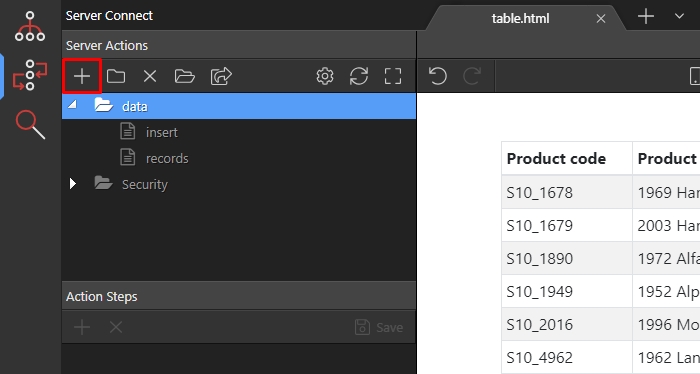 Server Connect
table.html
Server Actions
data
insert
records
Security
Action Steps
Save
Product code Product
S10_1678 1969 Har
S10_1679 2003 Har
S10_1890 1972 Alfa
S10_1949 1952 Alp
S10_2016 1996 Mo
S10_4962 1962 Lan